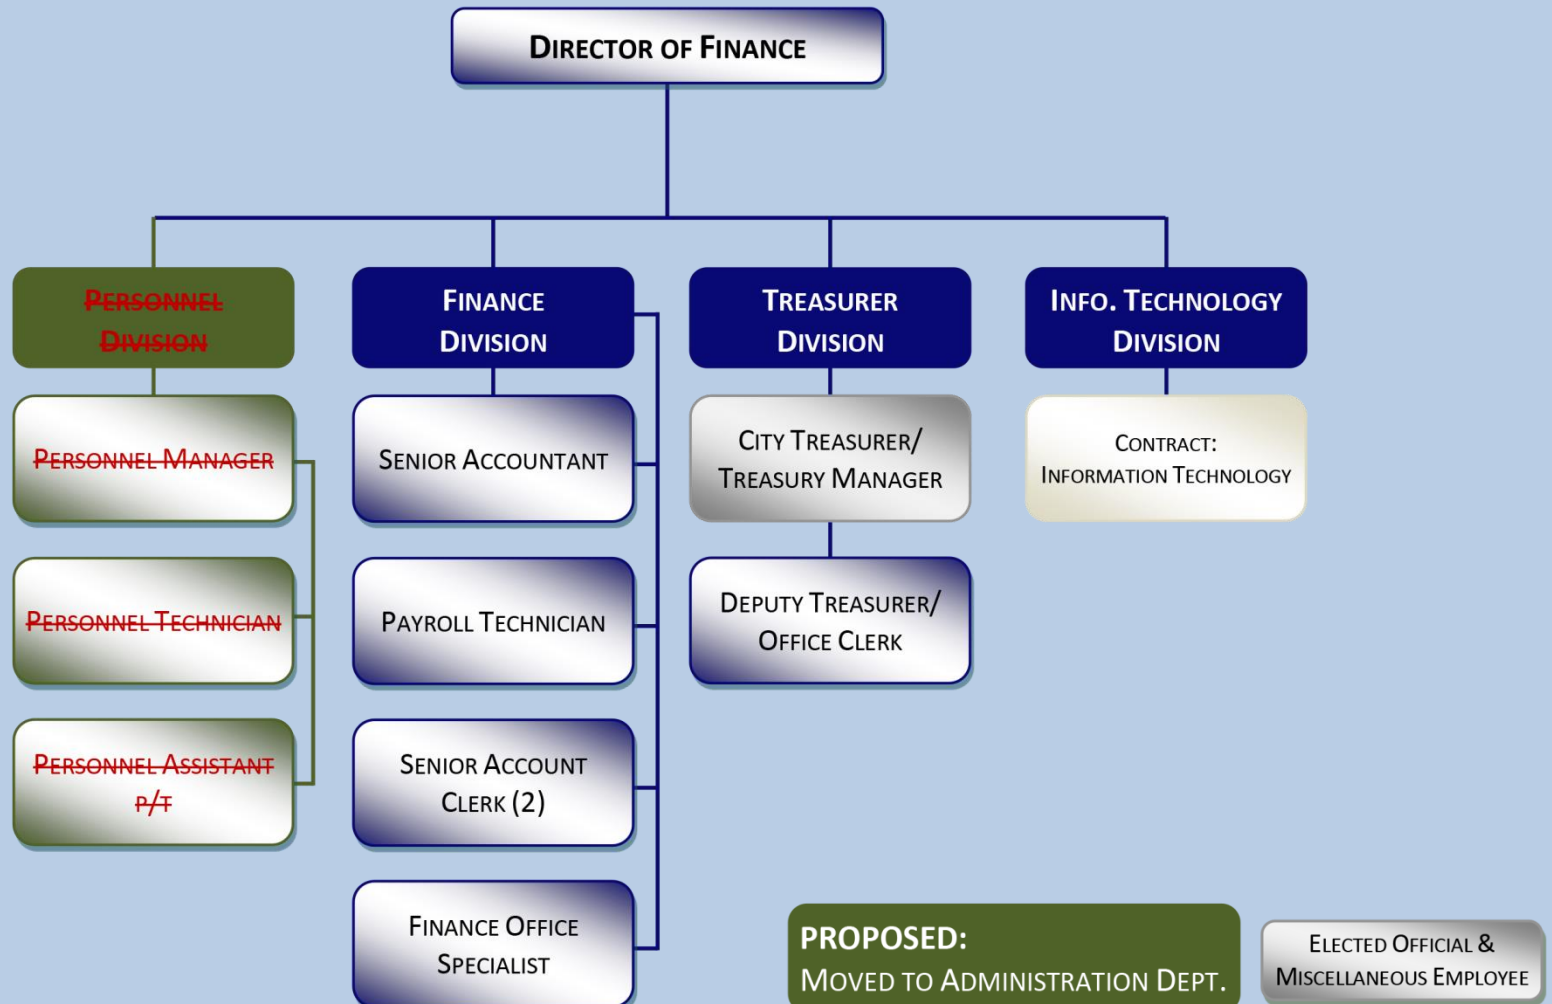 DIRECTOR OF FINANCE
PERSONNEL
DIVISION
PERSONNEL MANAGER
PERSONNEL TECHNICIAN
PERSONNEL ASSISTANT
P/T
FINANCE
DIVISION
SENIOR ACCOUNTANT
PAYROLL TECHNICIAN
SENIOR ACCOUNT
CLERK (2)
FINANCE OFFICE
SPECIALIST
TREASURER
DIVISION
CITY TREASURER/
TREASURY MANAGER
DEPUTY TREASURER/
OFFICE CLERK
INFO. TECHNOLOGY
DIVISION
CONTRACT:
INFORMATION TECHNOLOGY
PROPOSED:
MOVED TO ADMINISTRATION DEPT.
ELECTED OFFICIAL &
MISCELLANEOUS EMPLOYEE